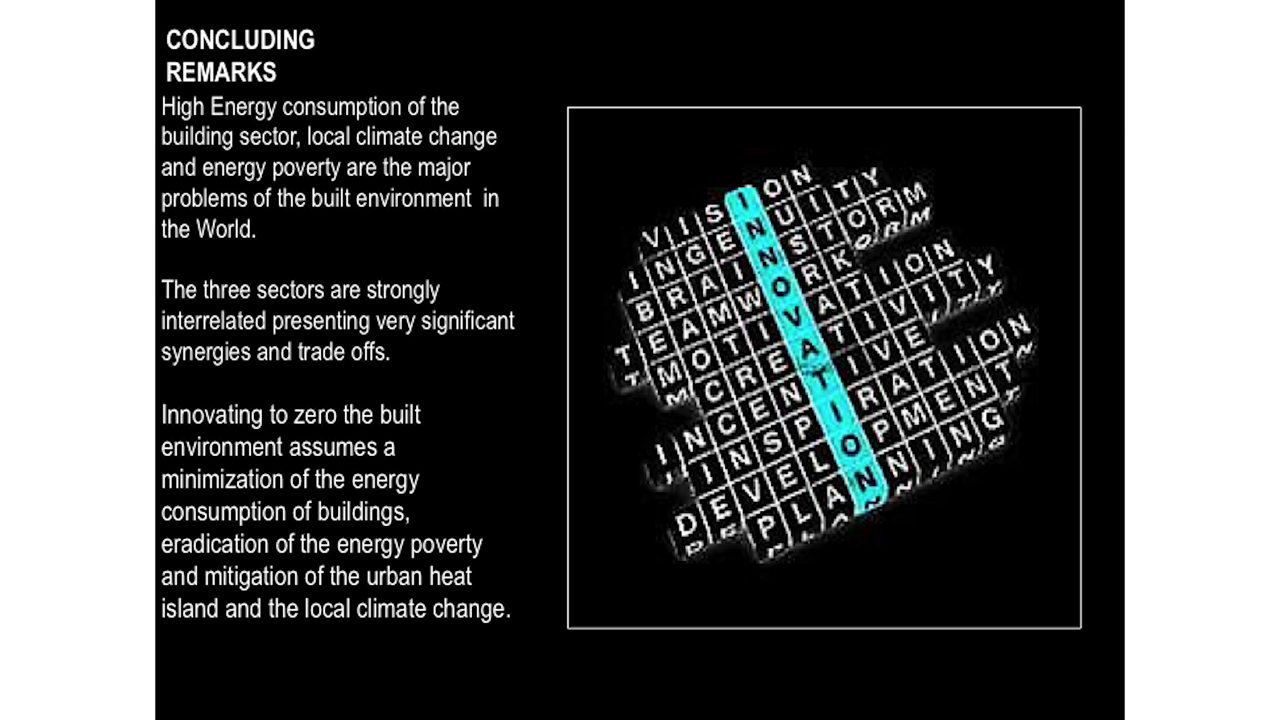 CONCLUDING
REMARKS
High Energy consumption of the
building sector, local climate change
and energy poverty are the major
problems of the built environment in
the World.
The three sectors are strongly
interrelated presenting very significant
synergies and trade offs.
Innovating to zero the built
environment assumes a
minimization of the energy
consumption of buildings,
eradication of the energy poverty
and mitigation of the urban heat
island and the local climate change.
VISION
INGENUITY
BRAINSTORM
TEAMWORK
MOTIVATION
CREATIVITY
INCENTIVE
INSPIRATION
DEVELOPMENT
PLANNING
INNOVATION